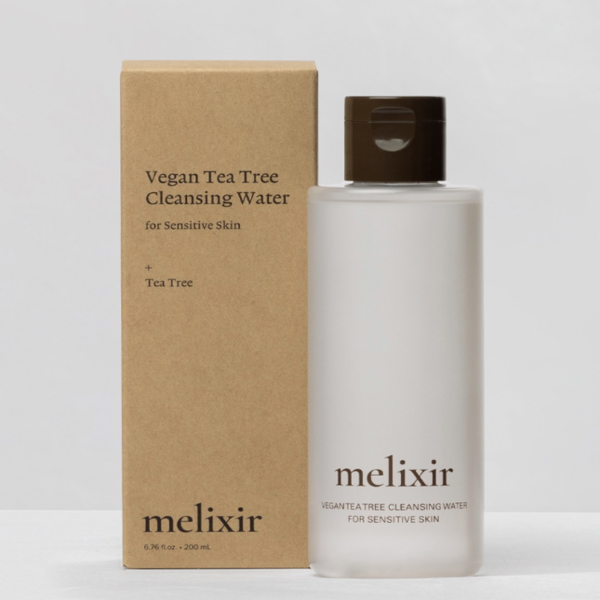 Vegan Tea Tree
Cleansing Water
for Sensitive Skin
+
Tea Tree
melixir
6.76 fl oz. • 200 mL
melixir
VEGAN TEA TREE CLEANSING WATER
FOR SENSITIVE SKIN